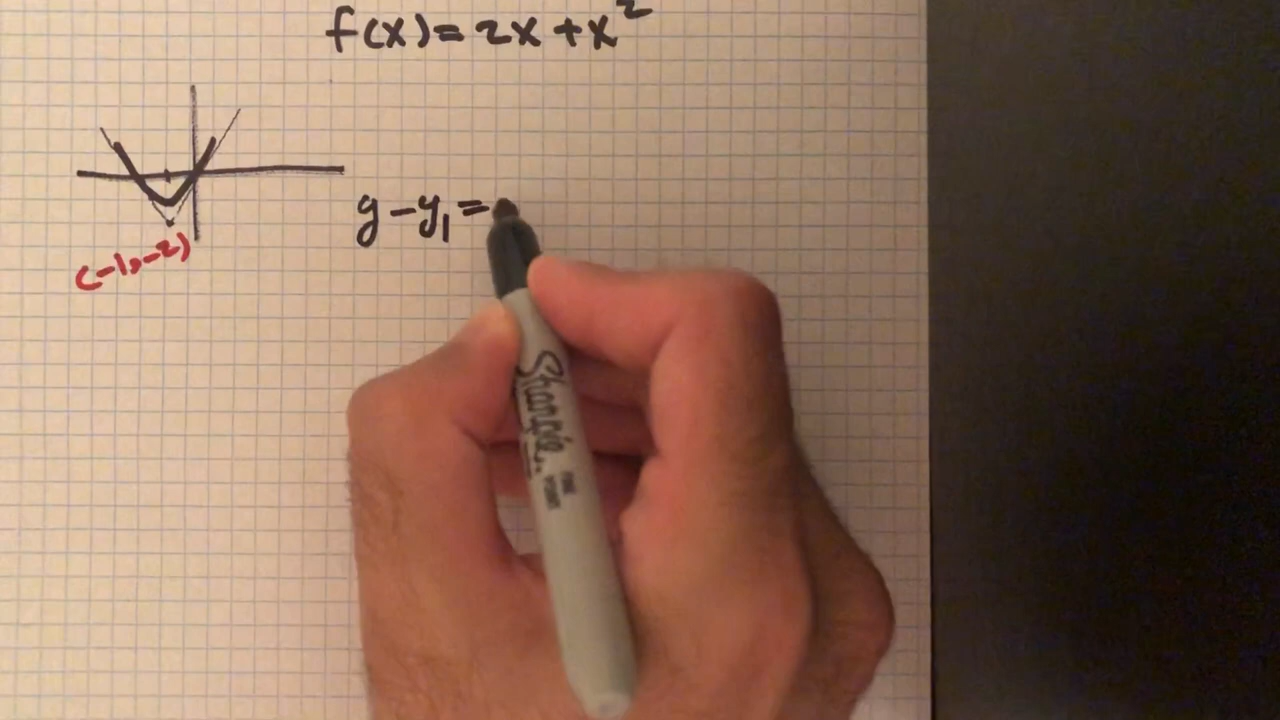 f(x) = 2x + x²
y - y₁ =
(-1, -2)
Sharpie.